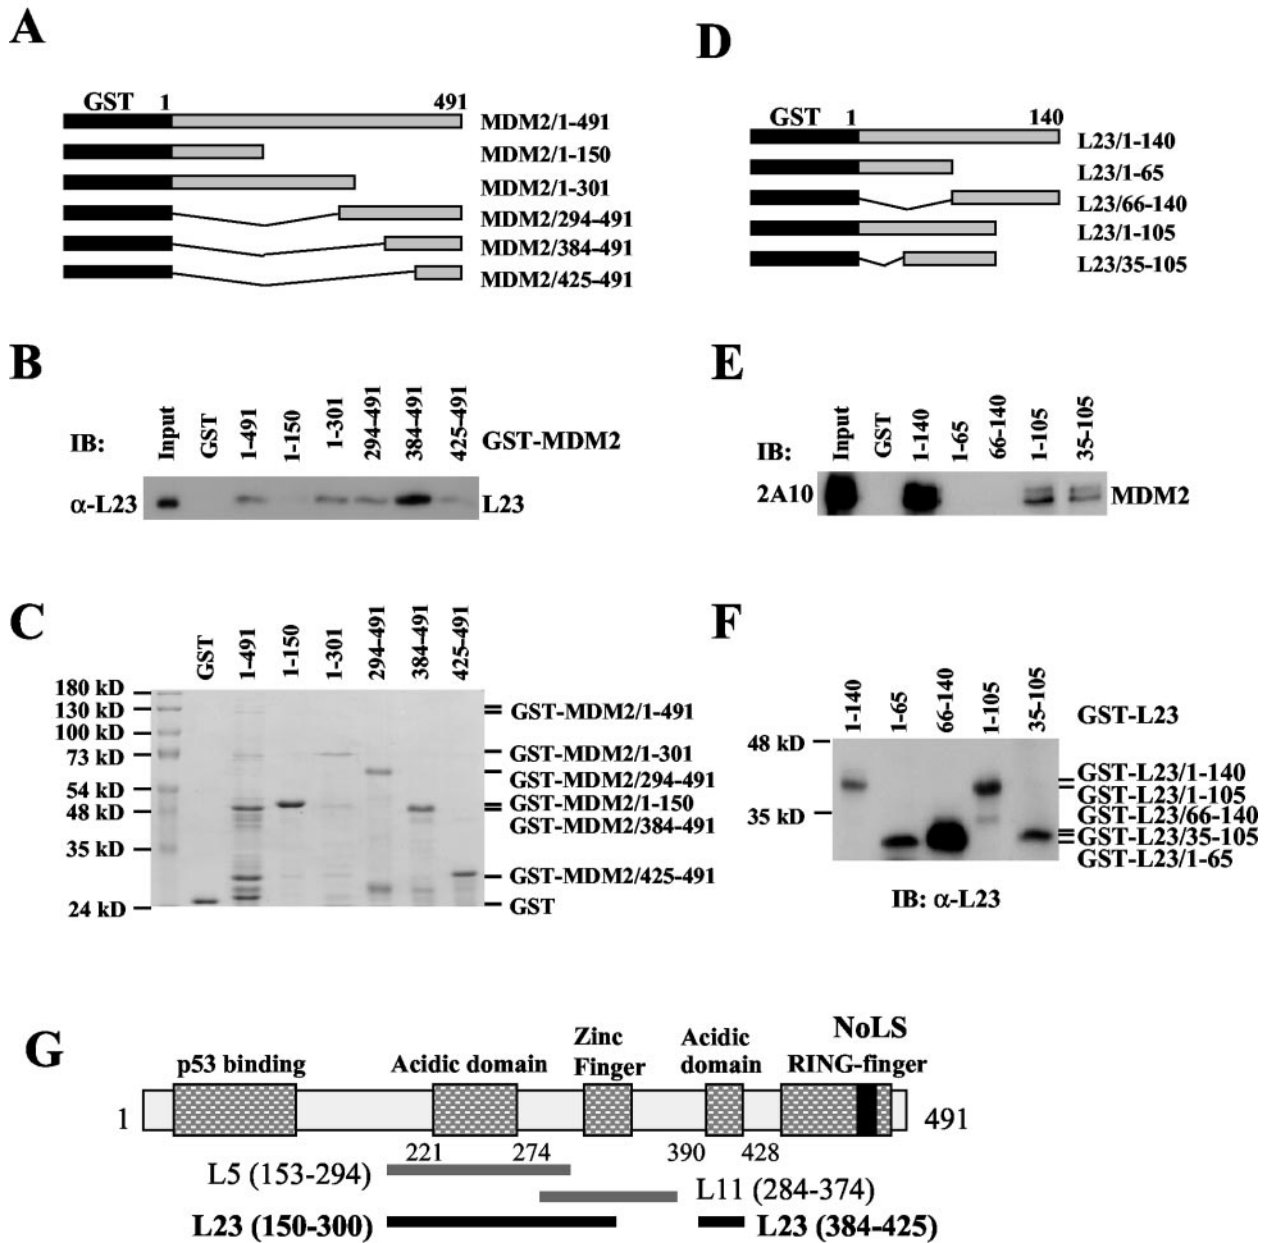 A
GST 1 491
MDM2/1-491
MDM2/1-150
MDM2/1-301
MDM2/294-491
MDM2/384-491
MDM2/425-491
D
GST 1 140
L23/1-140
L23/1-65
L23/66-140
L23/1-105
L23/35-105
B
IB: Input GST 1-491 1-150 1-301 294-491 384-491 425-491 GST-MDM2
α-L23 L23
E
IB: Input GST 1-140 1-65 66-140 1-105 35-105
2A10 MDM2
C
GST 1-491 1-150 1-301 294-491 384-491 425-491
180 kD
130 kD
100 kD
73 kD
54 kD
48 kD
35 kD
24 kD
GST-MDM2/1-491
GST-MDM2/1-301
GST-MDM2/294-491
GST-MDM2/1-150
GST-MDM2/384-491
GST-MDM2/425-491
GST
F
1-140 1-65 66-140 1-105 35-105 GST-L23
48 kD
35 kD
GST-L23/1-140
GST-L23/1-105
GST-L23/66-140
GST-L23/35-105
GST-L23/1-65
IB: α-L23
G
p53 binding
Acidic domain
Zinc
Finger
Acidic
domain
NoLS
RING-finger
1 491
221 274 390 428
L5 (153-294)
L11 (284-374)
L23 (150-300) L23 (384-425)